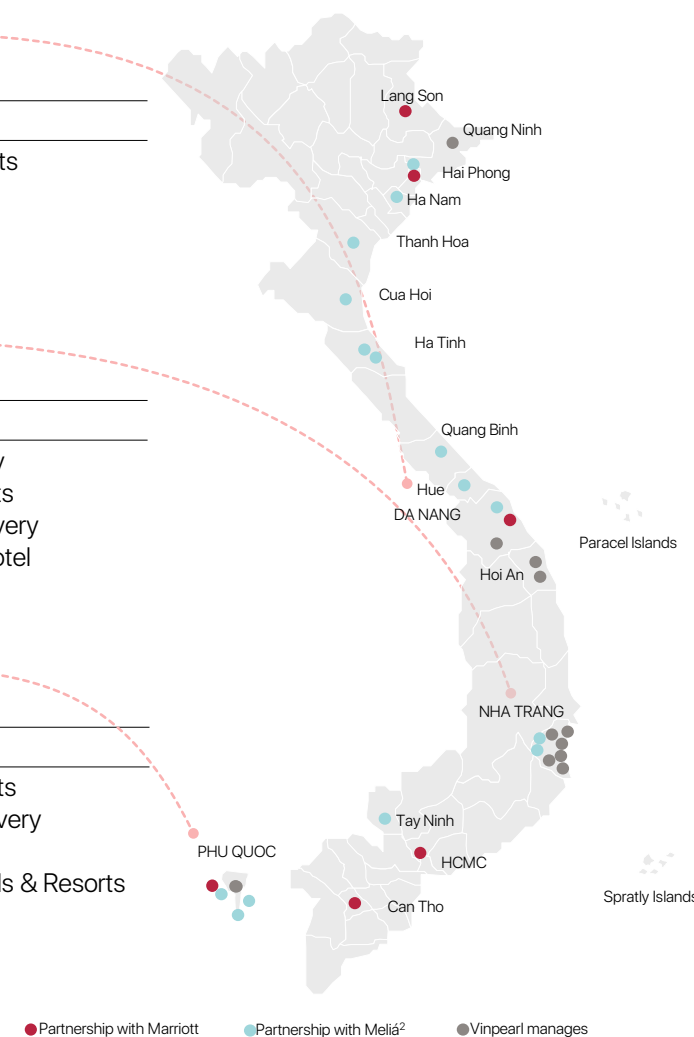 Lang Son
Quang Ninh
ts
Hai Phong
Ha Nam
Thanh Hoa
Cua Hoi
Ha Tinh
Quang Binh
ts
Hue
DA NANG
very
Paracel Islands
otel
Hoi An
NHA TRANG
ts
Tay Ninh
very
PHU QUOC
HCMC
ls & Resorts
Spratly Islands
Can Tho
Partnership with Marriott
Partnership with Meliá²
Vinpearl manages